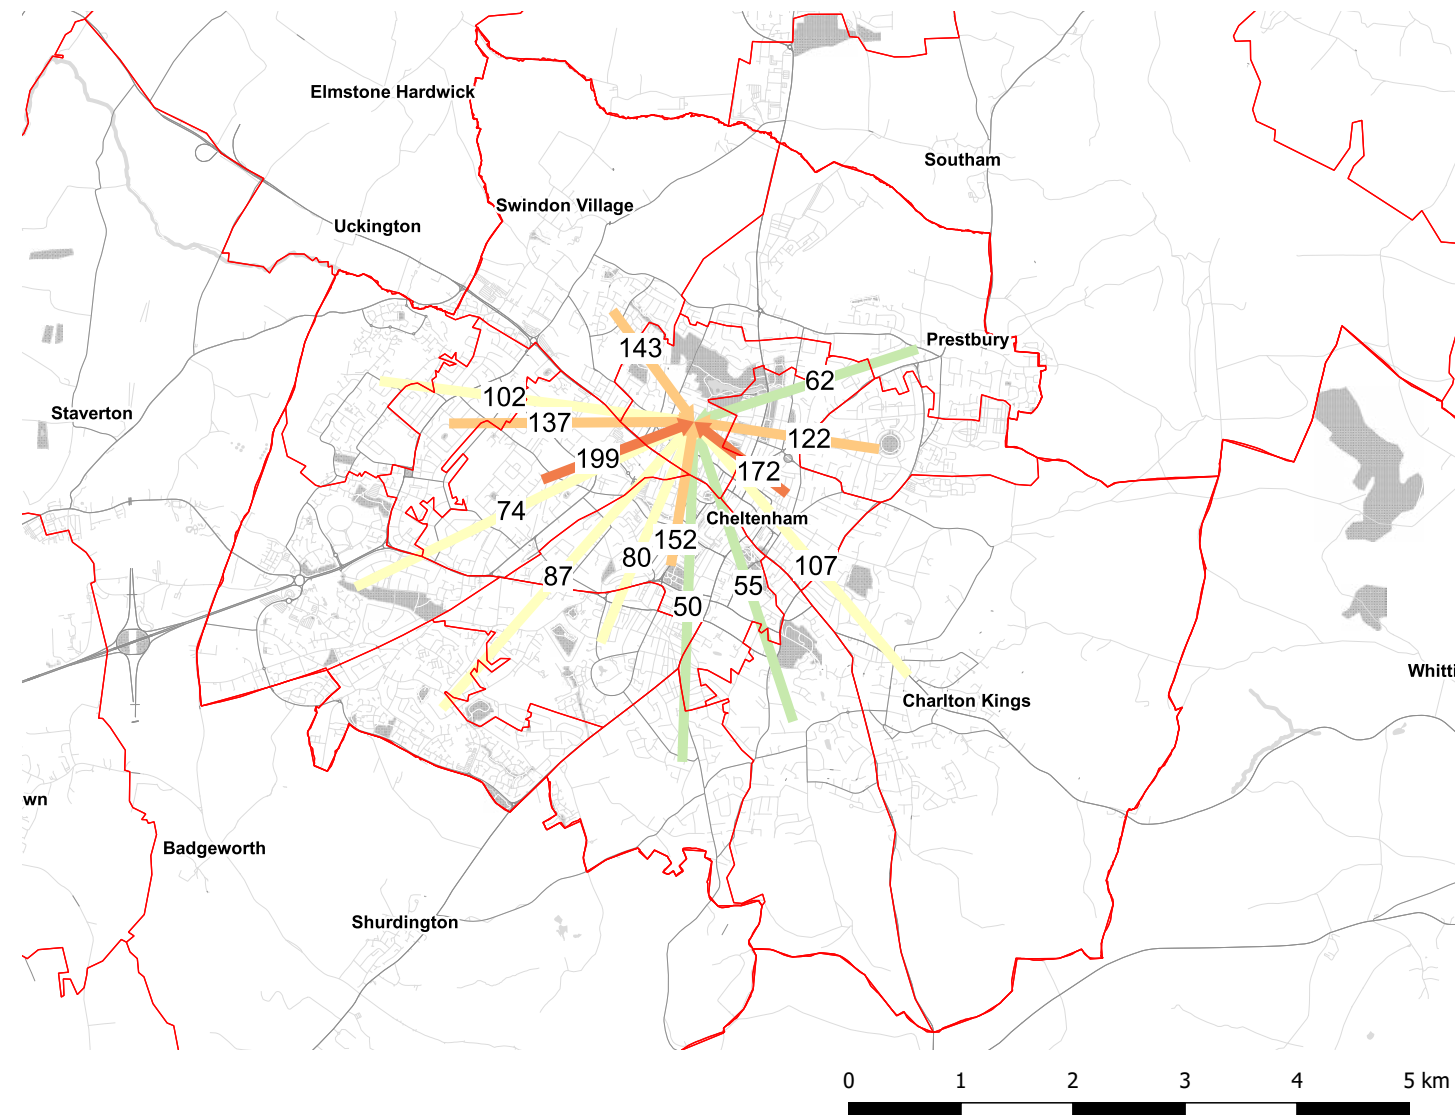 Elmstone Hardwick
Southam
Swindon Village
Uckington
Prestbury
143
62
102
Staverton
137
122
199
172
74
Cheltenham
152
80
107
87
55
50
Whitti
Charlton Kings
wn
Badgeworth
Shurdington
0 1 2 3 4 5 km